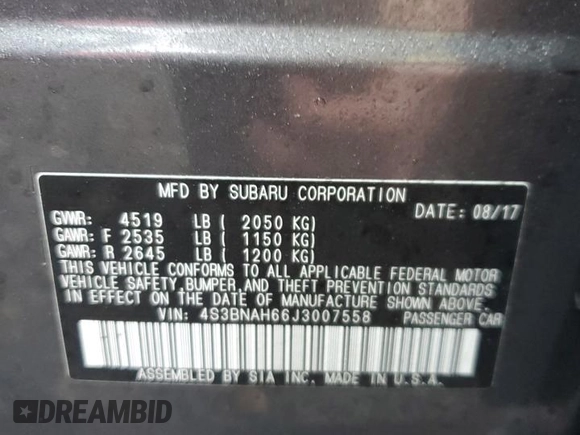 MFD BY SUBARU CORPORATION
GVWR: 4519 LB ( 2050 KG) DATE: 08/17
GAWR: F 2535 LB ( 1150 KG)
GAWR: R 2645 LB ( 1200 KG)
THIS VEHICLE CONFORMS TO ALL APPLICABLE FEDERAL MOTOR
VEHICLE SAFETY, BUMPER, AND THEFT PREVENTION STANDARDS
IN EFFECT ON THE DATE OF MANUFACTURE SHOWN ABOVE.
VIN: 4S3BNAH66J3007558 PASSENGER CAR
ASSEMBLED BY SIA INC. MADE IN U.S.A.
DREAMBID